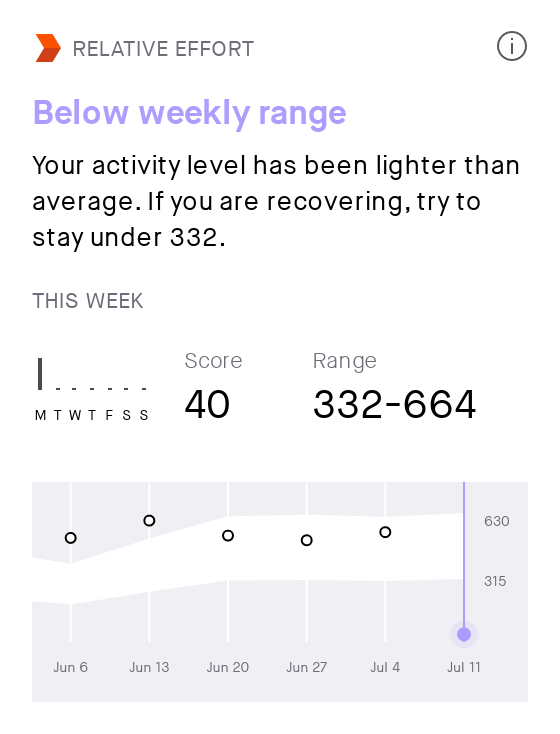 RELATIVE EFFORT
Below weekly range
Your activity level has been lighter than
average. If you are recovering, try to
stay under 332.
THIS WEEK
Score Range
40 332-664
M T W T F S S
630
315
Jun 6 Jun 13 Jun 20 Jun 27 Jul 4 Jul 11